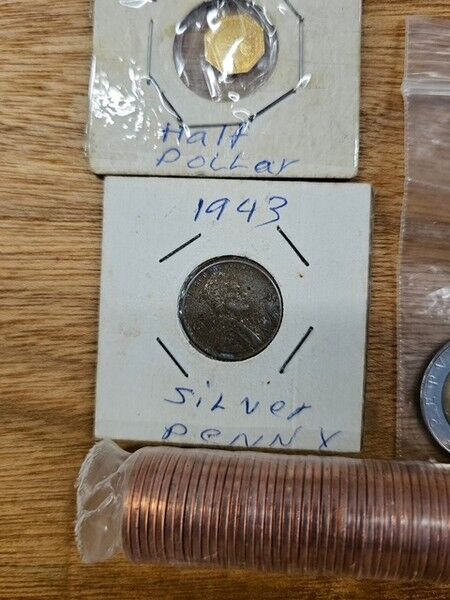 Half
Dollar
1943
Silver
Penny